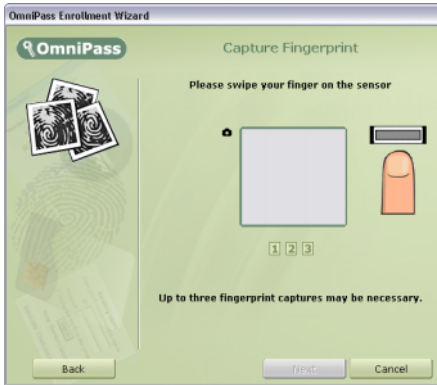 OmniPass Enrollment Wizard
OmniPass
Capture Fingerprint
Please swipe your finger on the sensor
1 2 3
Up to three fingerprint captures may be necessary.
Back
Next
Cancel